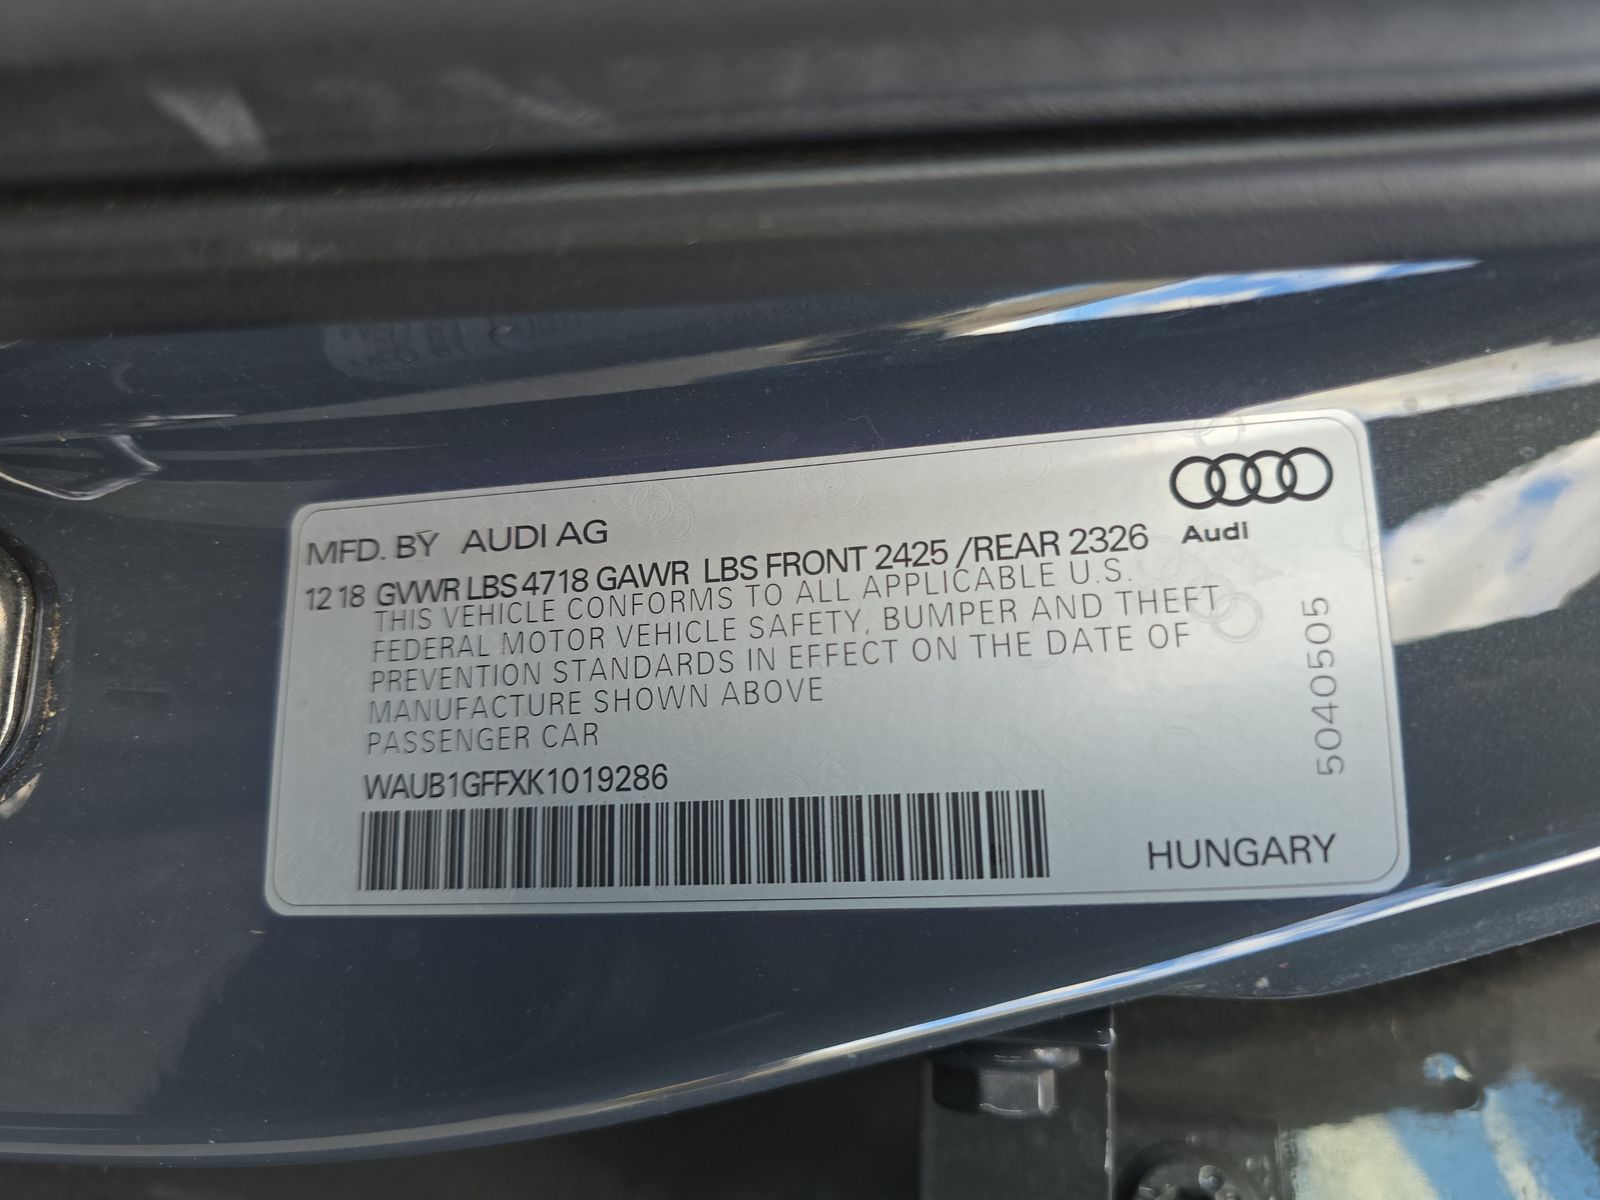 MFD. BY AUDI AG
Audi
12 18 GVWR LBS 4718 GAWR LBS FRONT 2425 /REAR 2326
THIS VEHICLE CONFORMS TO ALL APPLICABLE U.S.
FEDERAL MOTOR VEHICLE SAFETY, BUMPER AND THEFT
PREVENTION STANDARDS IN EFFECT ON THE DATE OF
MANUFACTURE SHOWN ABOVE
PASSENGER CAR
WAUB1GFFXK1019286
5040505
HUNGARY